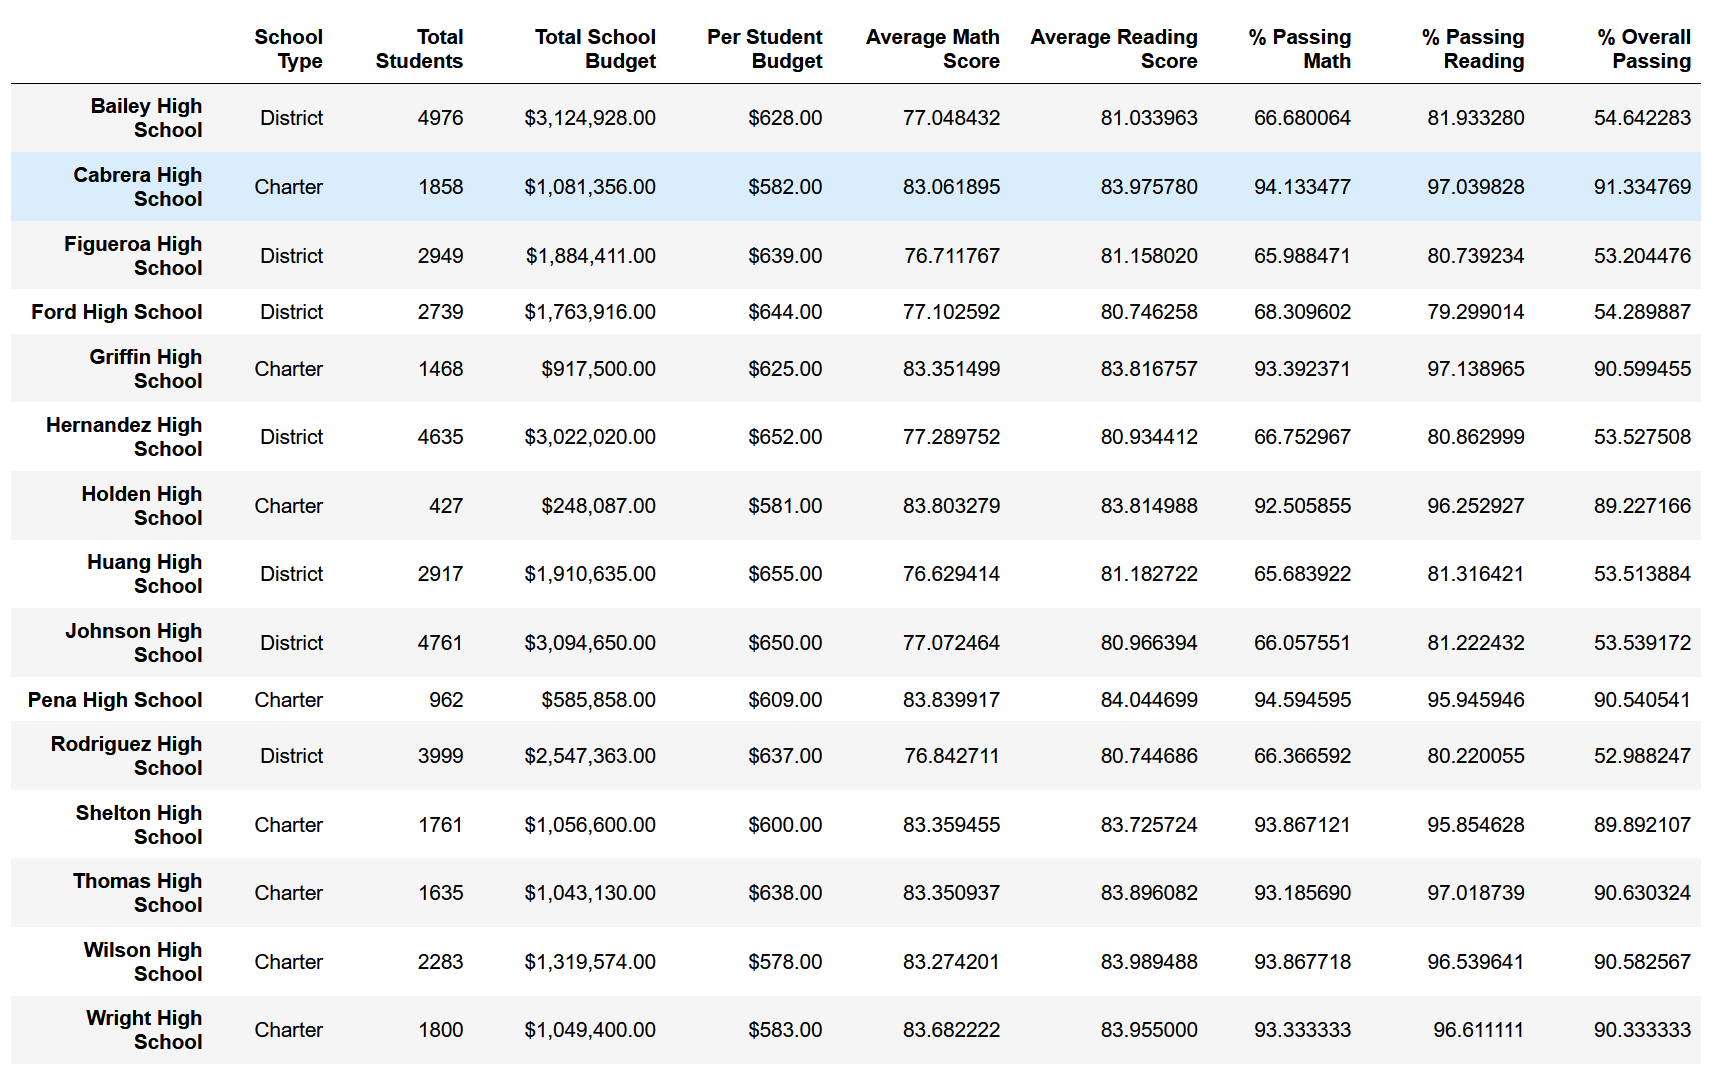 School Type Total Students Total School Budget Per Student Budget Average Math Score Average Reading Score % Passing Math % Passing Reading % Overall Passing
Bailey High School District 4976 $3,124,928.00 $628.00 77.048432 81.033963 66.680064 81.933280 54.642283
Cabrera High School Charter 1858 $1,081,356.00 $582.00 83.061895 83.975780 94.133477 97.039828 91.334769
Figueroa High School District 2949 $1,884,411.00 $639.00 76.711767 81.158020 65.988471 80.739234 53.204476
Ford High School District 2739 $1,763,916.00 $644.00 77.102592 80.746258 68.309602 79.299014 54.289887
Griffin High School Charter 1468 $917,500.00 $625.00 83.351499 83.816757 93.392371 97.138965 90.599455
Hernandez High School District 4635 $3,022,020.00 $652.00 77.289752 80.934412 66.752967 80.862999 53.527508
Holden High School Charter 427 $248,087.00 $581.00 83.803279 83.814988 92.505855 96.252927 89.227166
Huang High School District 2917 $1,910,635.00 $655.00 76.629414 81.182722 65.683922 81.316421 53.513884
Johnson High School District 4761 $3,094,650.00 $650.00 77.072464 80.966394 66.057551 81.222432 53.539172
Pena High School Charter 962 $585,858.00 $609.00 83.839917 84.044699 94.594595 95.945946 90.540541
Rodriguez High School District 3999 $2,547,363.00 $637.00 76.842711 80.744686 66.366592 80.220055 52.988247
Shelton High School Charter 1761 $1,056,600.00 $600.00 83.359455 83.725724 93.867121 95.854628 89.892107
Thomas High School Charter 1635 $1,043,130.00 $638.00 83.350937 83.896082 93.185690 97.018739 90.630324
Wilson High School Charter 2283 $1,319,574.00 $578.00 83.274201 83.989488 93.867718 96.539641 90.582567
Wright High School Charter 1800 $1,049,400.00 $583.00 83.682222 83.955000 93.333333 96.611111 90.333333